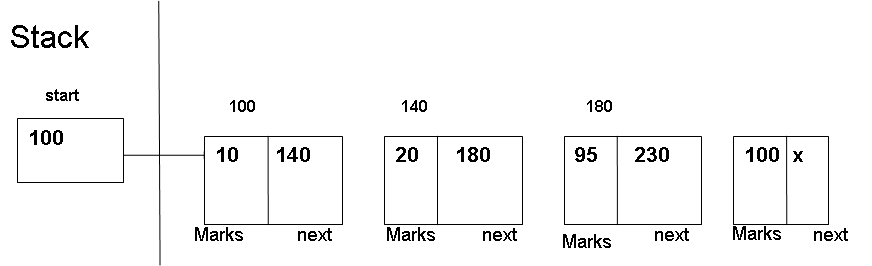 Stack
start
100 140 180
100
10 140 20 180 95 230 100 x
Marks next Marks next Marks next Marks next